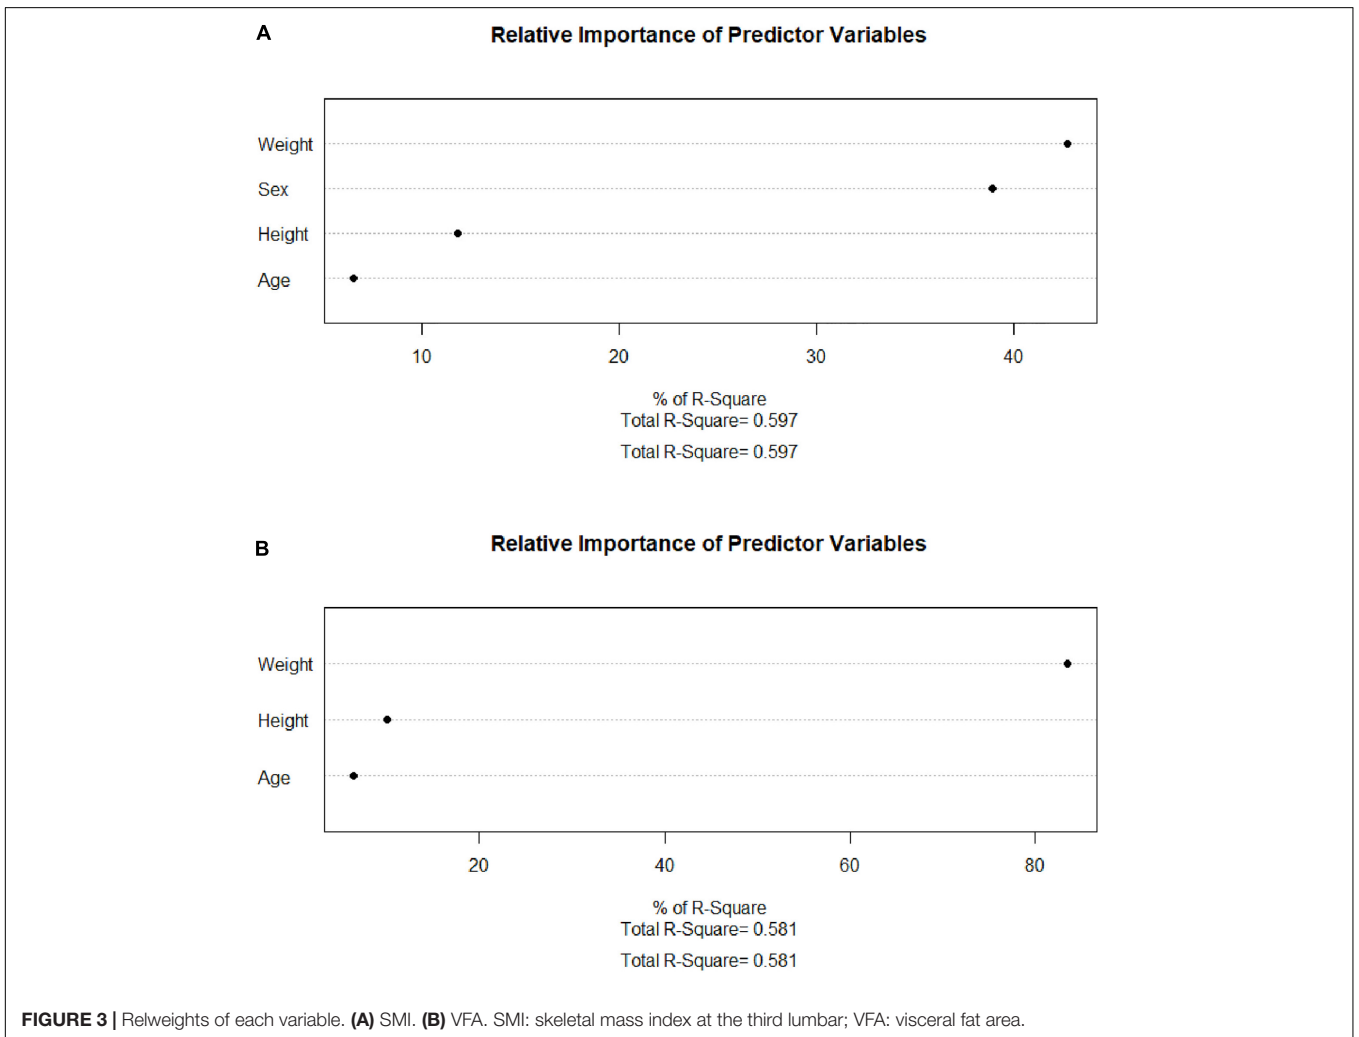 A
Relative Importance of Predictor Variables
Weight
Sex
Height
Age
10 20 30 40
% of R-Square
Total R-Square= 0.597
Total R-Square= 0.597
B
Relative Importance of Predictor Variables
Weight
Height
Age
20 40 60 80
% of R-Square
Total R-Square= 0.581
Total R-Square= 0.581
FIGURE 3 | Relweights of each variable. (A) SMI. (B) VFA. SMI: skeletal mass index at the third lumbar; VFA: visceral fat area.